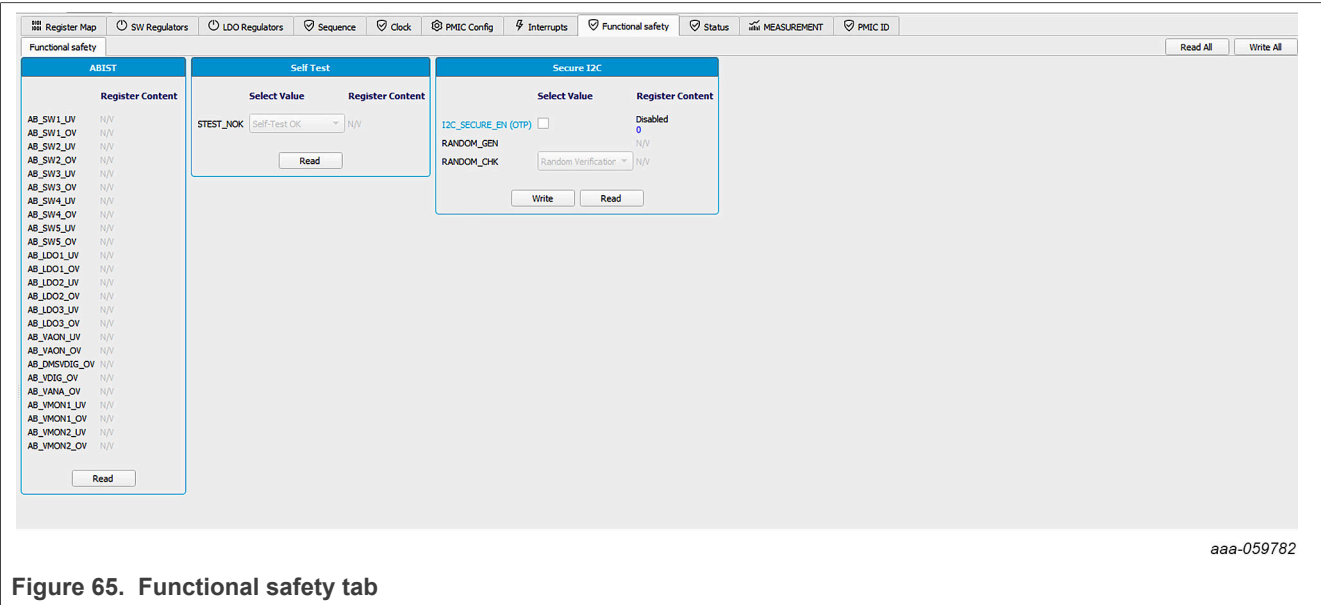 Register Map SW Regulators LDO Regulators Sequence Clock PMIC Config Interrupts Functional safety Status MEASUREMENT PMIC ID
Functional safety Read All Write All
ABIST
Register Content
AB_SW1_UV N/V
AB_SW1_OV N/V
AB_SW2_UV N/V
AB_SW2_OV N/V
AB_SW3_UV N/V
AB_SW3_OV N/V
AB_SW4_UV N/V
AB_SW4_OV N/V
AB_SW5_UV N/V
AB_SW5_OV N/V
AB_LDO1_UV N/V
AB_LDO1_OV N/V
AB_LDO2_UV N/V
AB_LDO2_OV N/V
AB_LDO3_UV N/V
AB_LDO3_OV N/V
AB_VAON_UV N/V
AB_VAON_OV N/V
AB_DMSVDIG_OV N/V
AB_VDIG_OV N/V
AB_VANA_OV N/V
AB_VMON1_UV N/V
AB_VMON1_OV N/V
AB_VMON2_UV N/V
AB_VMON2_OV N/V
Read
Self Test
Select Value Register Content
STEST_NOK Self-Test OK N/V
Read
Secure I2C
Select Value Register Content
I2C_SECURE_EN (OTP) Disabled
0
RANDOM_GEN N/V
RANDOM_CHK Random Verification N/V
Write Read
aaa-059782
Figure 65. Functional safety tab